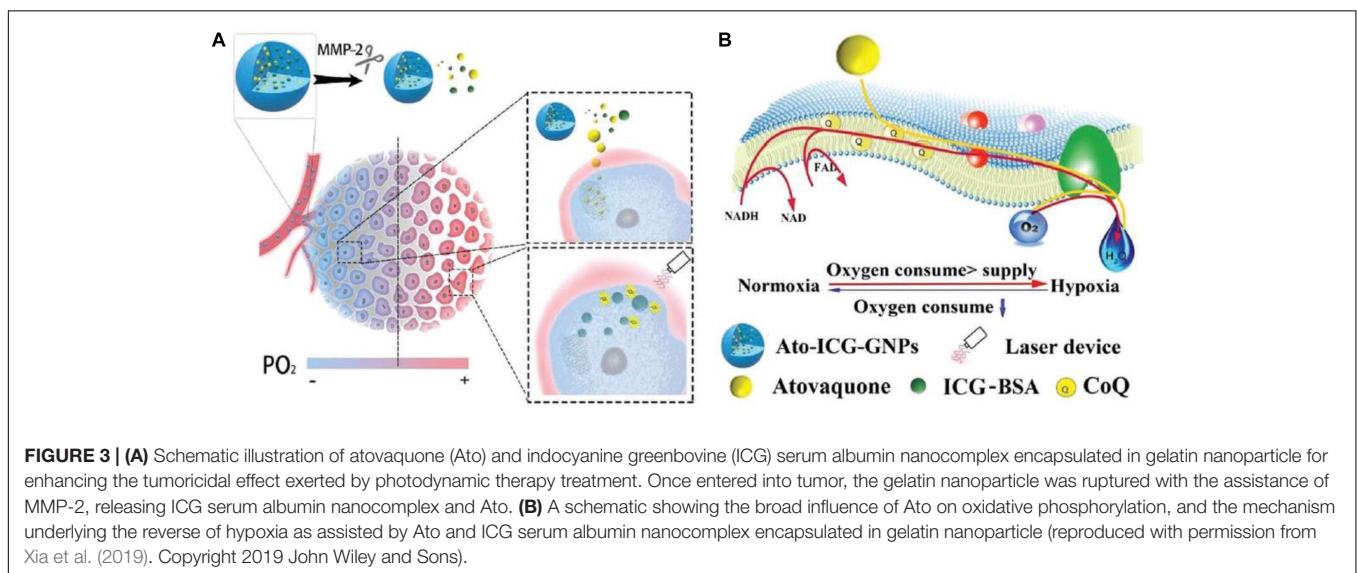 A
MMP-2
PO2
- +
B
Q
Q
Q
Q
FAD
NADH
NAD
O2
H2O
Oxygen consume> supply
Normoxia Hypoxia
Oxygen consume
Ato-ICG-GNPs Laser device
Atovaquone ICG-BSA Q CoQ
FIGURE 3 | (A) Schematic illustration of atovaquone (Ato) and indocyanine greenbovine (ICG) serum albumin nanocomplex encapsulated in gelatin nanoparticle for
enhancing the tumoricidal effect exerted by photodynamic therapy treatment. Once entered into tumor, the gelatin nanoparticle was ruptured with the assistance of
MMP-2, releasing ICG serum albumin nanocomplex and Ato. (B) A schematic showing the broad influence of Ato on oxidative phosphorylation, and the mechanism
underlying the reverse of hypoxia as assisted by Ato and ICG serum albumin nanocomplex encapsulated in gelatin nanoparticle (reproduced with permission from
Xia et al. (2019). Copyright 2019 John Wiley and Sons).